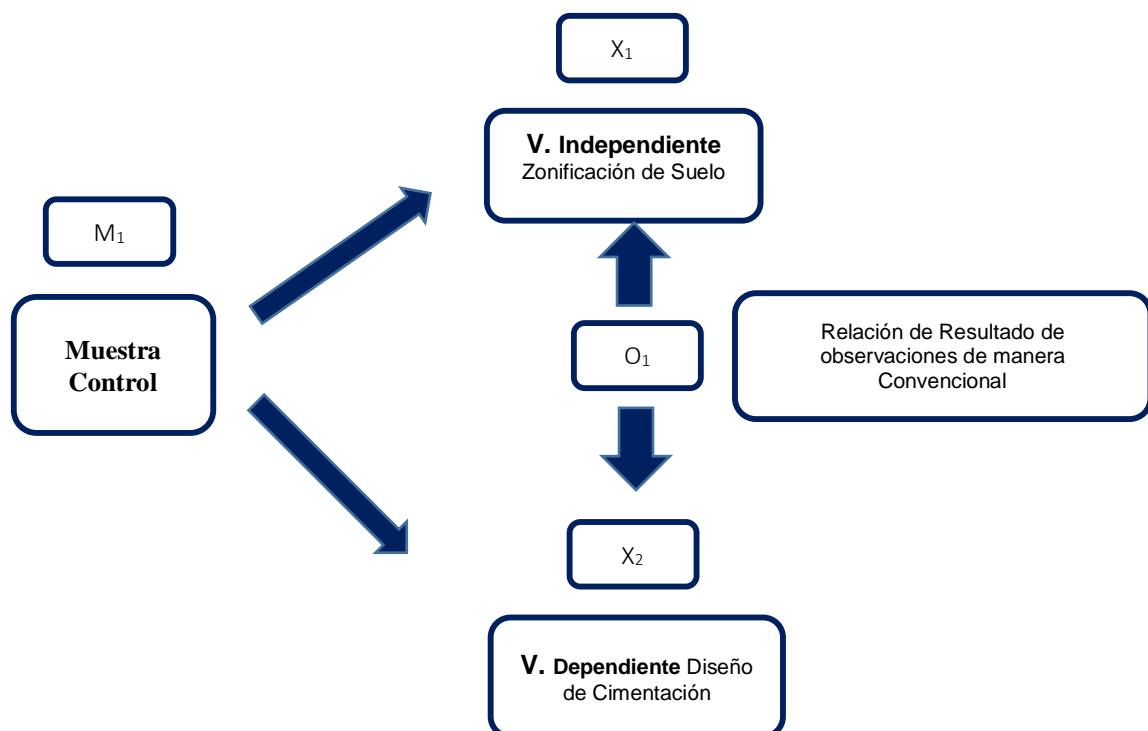 X₁
V. Independiente
Zonificación de Suelo
M₁
Muestra
Control
O₁
Relación de Resultado de
observaciones de manera
Convencional
X₂
V. Dependiente Diseño
de Cimentación